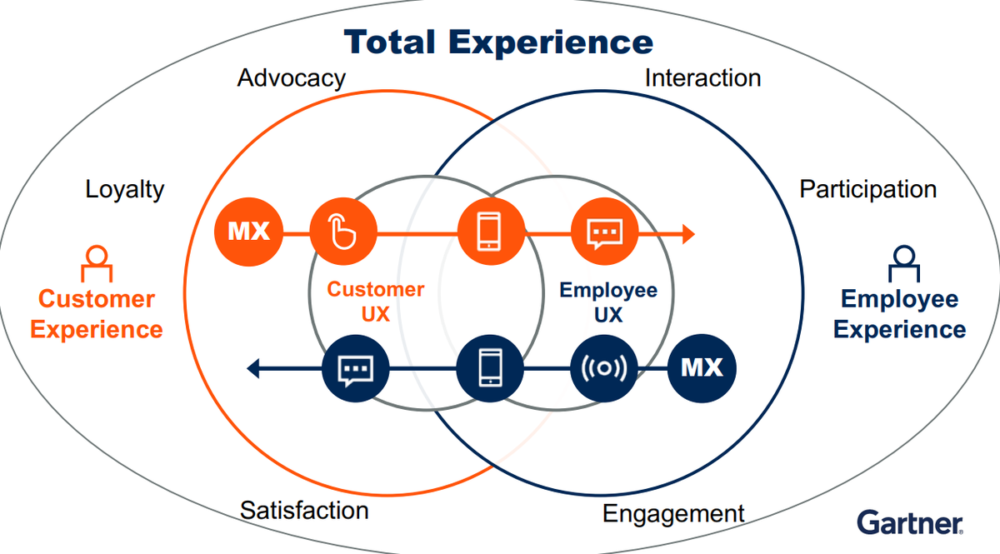 Total Experience
Advocacy
Interaction
Loyalty
Participation
MX
Customer
UX
Employee
UX
Customer
Experience
Employee
Experience
MX
Satisfaction
Engagement
Gartner®